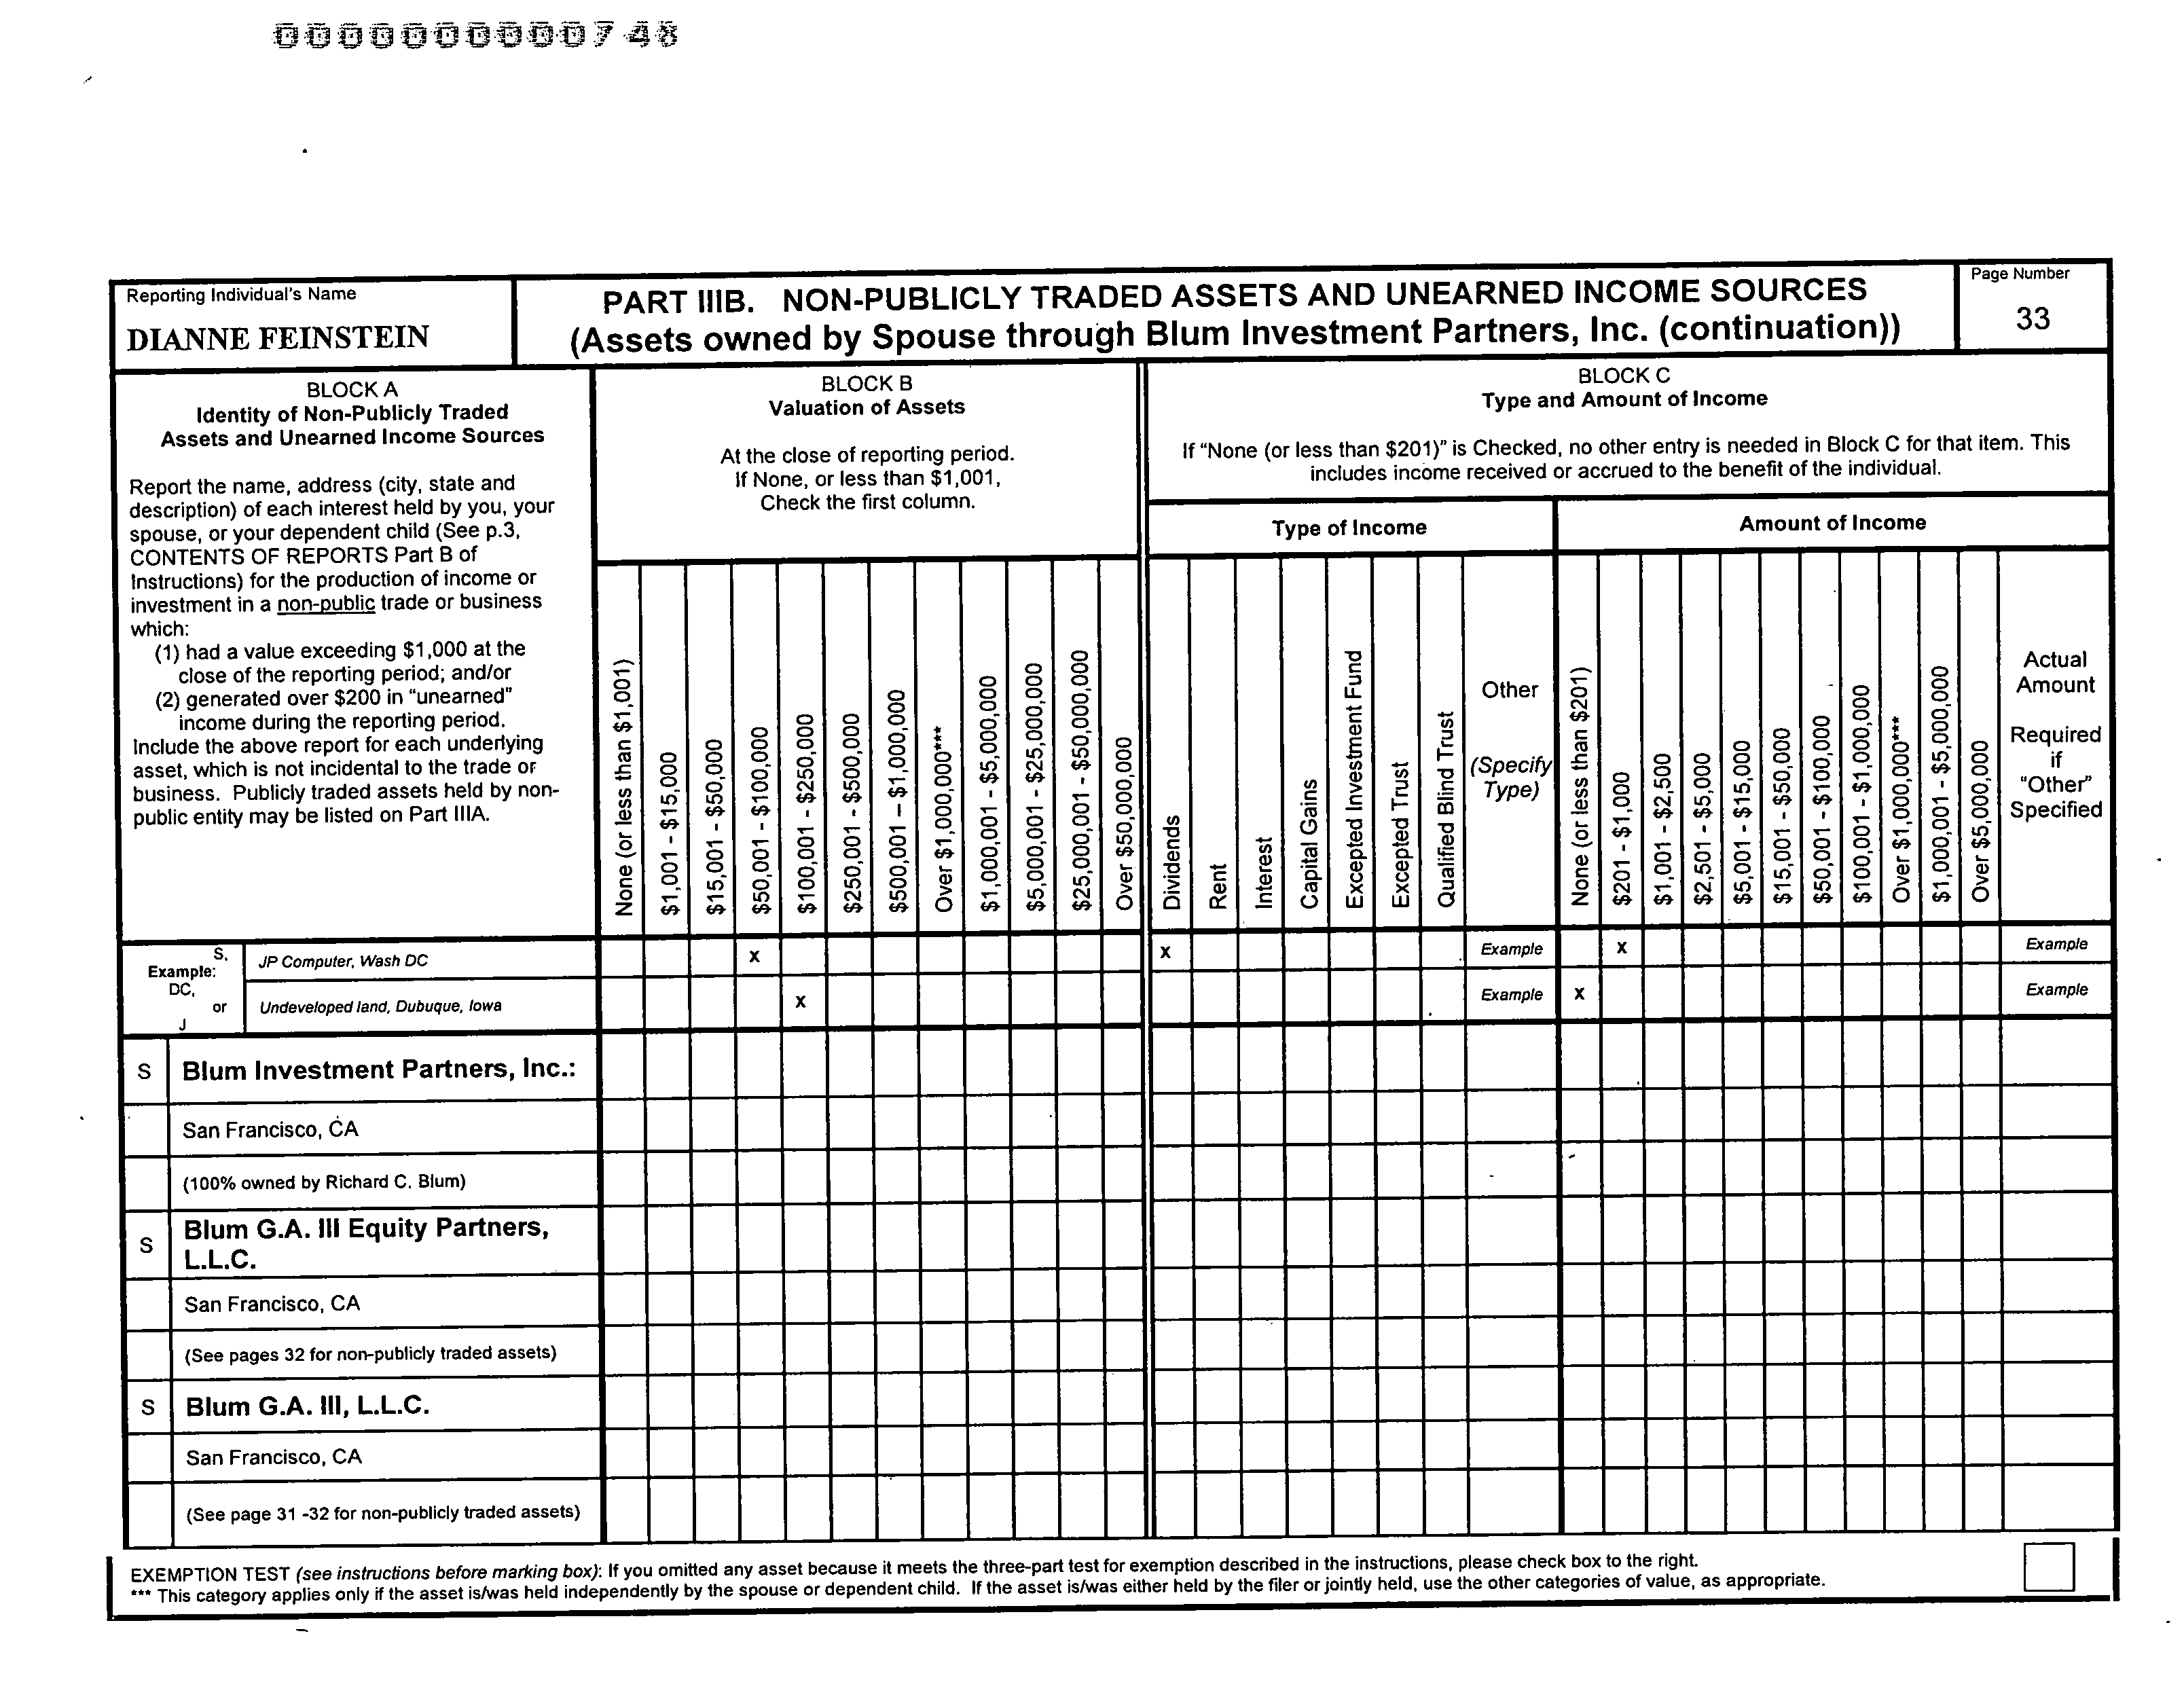 000000000748
Reporting Individual's Name
DIANNE FEINSTEIN
PART IIIB. NON-PUBLICLY TRADED ASSETS AND UNEARNED INCOME SOURCES
(Assets owned by Spouse through Blum Investment Partners, Inc. (continuation))
Page Number
33
BLOCK A
Identity of Non-Publicly Traded
Assets and Unearned Income Sources
Report the name, address (city, state and
description) of each interest held by you, your
spouse, or your dependent child (See p.3,
CONTENTS OF REPORTS Part B of
Instructions) for the production of income or
investment in a non-public trade or business
which:
(1) had a value exceeding $1,000 at the
close of the reporting period; and/or
(2) generated over $200 in “unearned”
income during the reporting period.
Include the above report for each underlying
asset, which is not incidental to the trade or
business. Publicly traded assets held by non-
public entity may be listed on Part IIIA.
BLOCK B
Valuation of Assets
At the close of reporting period.
If None, or less than $1,001,
Check the first column.
None (or less than $1,001)
$1,001 - $15,000
$15,001 - $50,000
$50,001 - $100,000
$100,001 - $250,000
$250,001 - $500,000
$500,001 – $1,000,000
Over $1,000,000***
$1,000,001 - $5,000,000
$5,000,001 - $25,000,000
$25,000,001 - $50,000,000
Over $50,000,000
BLOCK C
Type and Amount of Income
If “None (or less than $201)” is Checked, no other entry is needed in Block C for that item. This
includes income received or accrued to the benefit of the individual.
Type of Income
Dividends
Rent
Interest
Capital Gains
Excepted Investment Fund
Excepted Trust
Qualified Blind Trust
Other
(Specify
Type)
Amount of Income
None (or less than $201)
$201 - $1,000
$1,001 - $2,500
$2,501 - $5,000
$5,001 - $15,000
$15,001 - $50,000
$50,001 - $100,000
$100,001 - $1,000,000
Over $1,000,000***
$1,000,001 - $5,000,000
Over $5,000,000
Actual
Amount
Required
if
“Other”
Specified
S,
Example:
DC,
or
J
JP Computer, Wash DC X X Example X Example
Undeveloped land, Dubuque, Iowa X Example X Example
S Blum Investment Partners, Inc.:
San Francisco, CA
(100% owned by Richard C. Blum)
S Blum G.A. III Equity Partners,
L.L.C.
San Francisco, CA
(See pages 32 for non-publicly traded assets)
S Blum G.A. III, L.L.C.
San Francisco, CA
(See page 31 -32 for non-publicly traded assets)
EXEMPTION TEST (see instructions before marking box): If you omitted any asset because it meets the three-part test for exemption described in the instructions, please check box to the right.
*** This category applies only if the asset is/was held independently by the spouse or dependent child. If the asset is/was either held by the filer or jointly held, use the other categories of value, as appropriate.